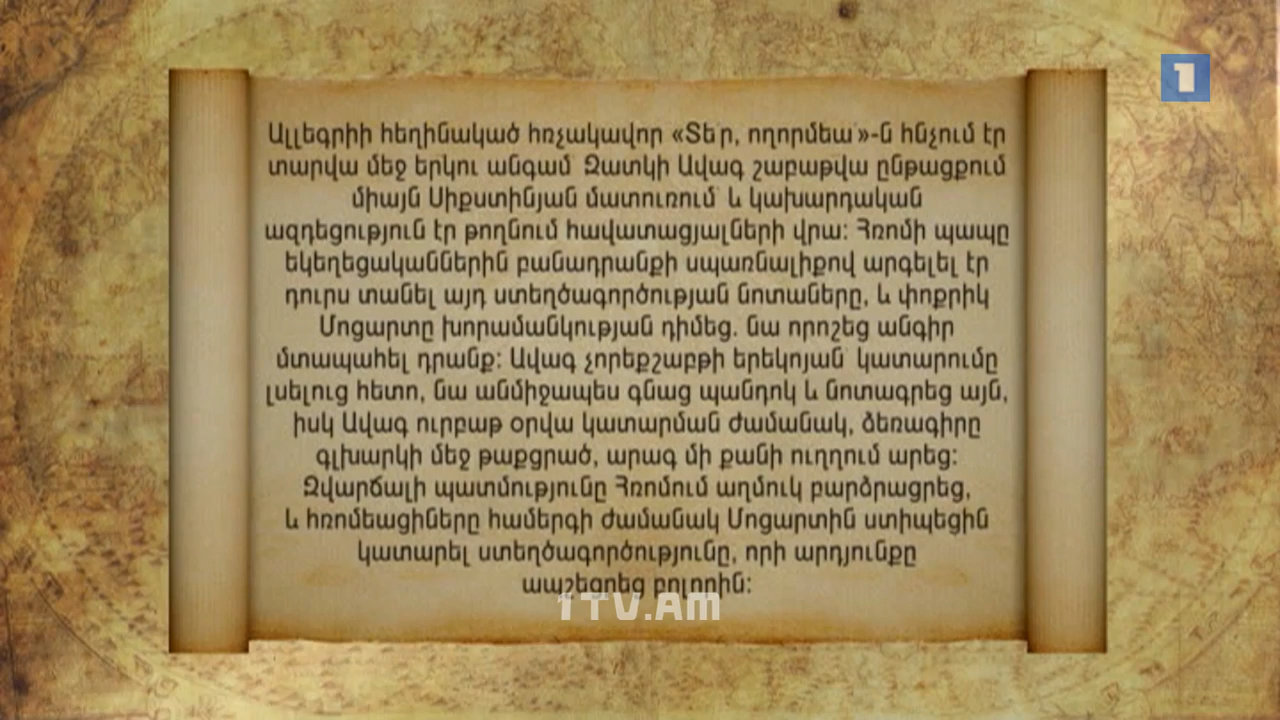 1
Ալլեգրիի հեղինակած հռչակավոր «Տե՛ր, ողորմեա՛»-ն հնչում էր
տարվա մեջ երկու անգամ՝ Զատկի Ավագ շաբաթվա ընթացքում
միայն Սիքստինյան մատուռում՝ և կախարդական
ազդեցություն էր թողնում հավատացյալների վրա: Հռոմի պապը
եկեղեցականներին բանադրանքի սպառնալիքով արգելել էր
դուրս տանել այդ ստեղծագործության նոտաները, և փոքրիկ
Մոցարտը խորամանկության դիմեց. նա որոշեց անգիր
մտապահել դրանք: Ավագ չորեքշաբթի երեկոյան՝ կատարումը
լսելուց հետո, նա անմիջապես գնաց պանդոկ և նոտագրեց այն,
իսկ Ավագ ուրբաթ օրվա կատարման ժամանակ, ձեռագիրը
գլխարկի մեջ թաքցրած, արագ մի քանի ուղղում արեց:
Զվարճալի պատմությունը Հռոմում աղմուկ բարձրացրեց,
և հռոմեացիները համերգի ժամանակ Մոցարտին ստիպեցին
կատարել ստեղծագործությունը, որի արդյունքը
ապշեցրեց բոլորին:
1TV.AM